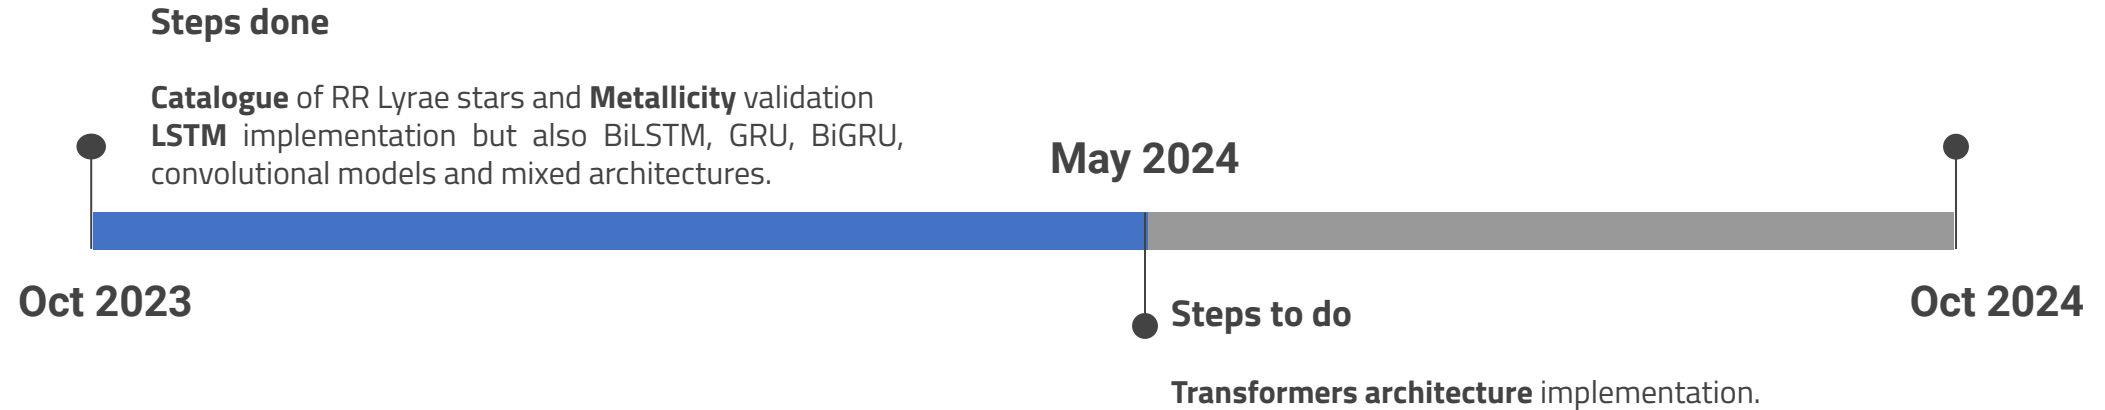 Steps done
Catalogue of RR Lyrae stars and Metallicity validation
LSTM implementation but also BiLSTM, GRU, BiGRU,
convolutional models and mixed architectures.
May 2024
Oct 2023
Steps to do
Oct 2024
Transformers architecture implementation.